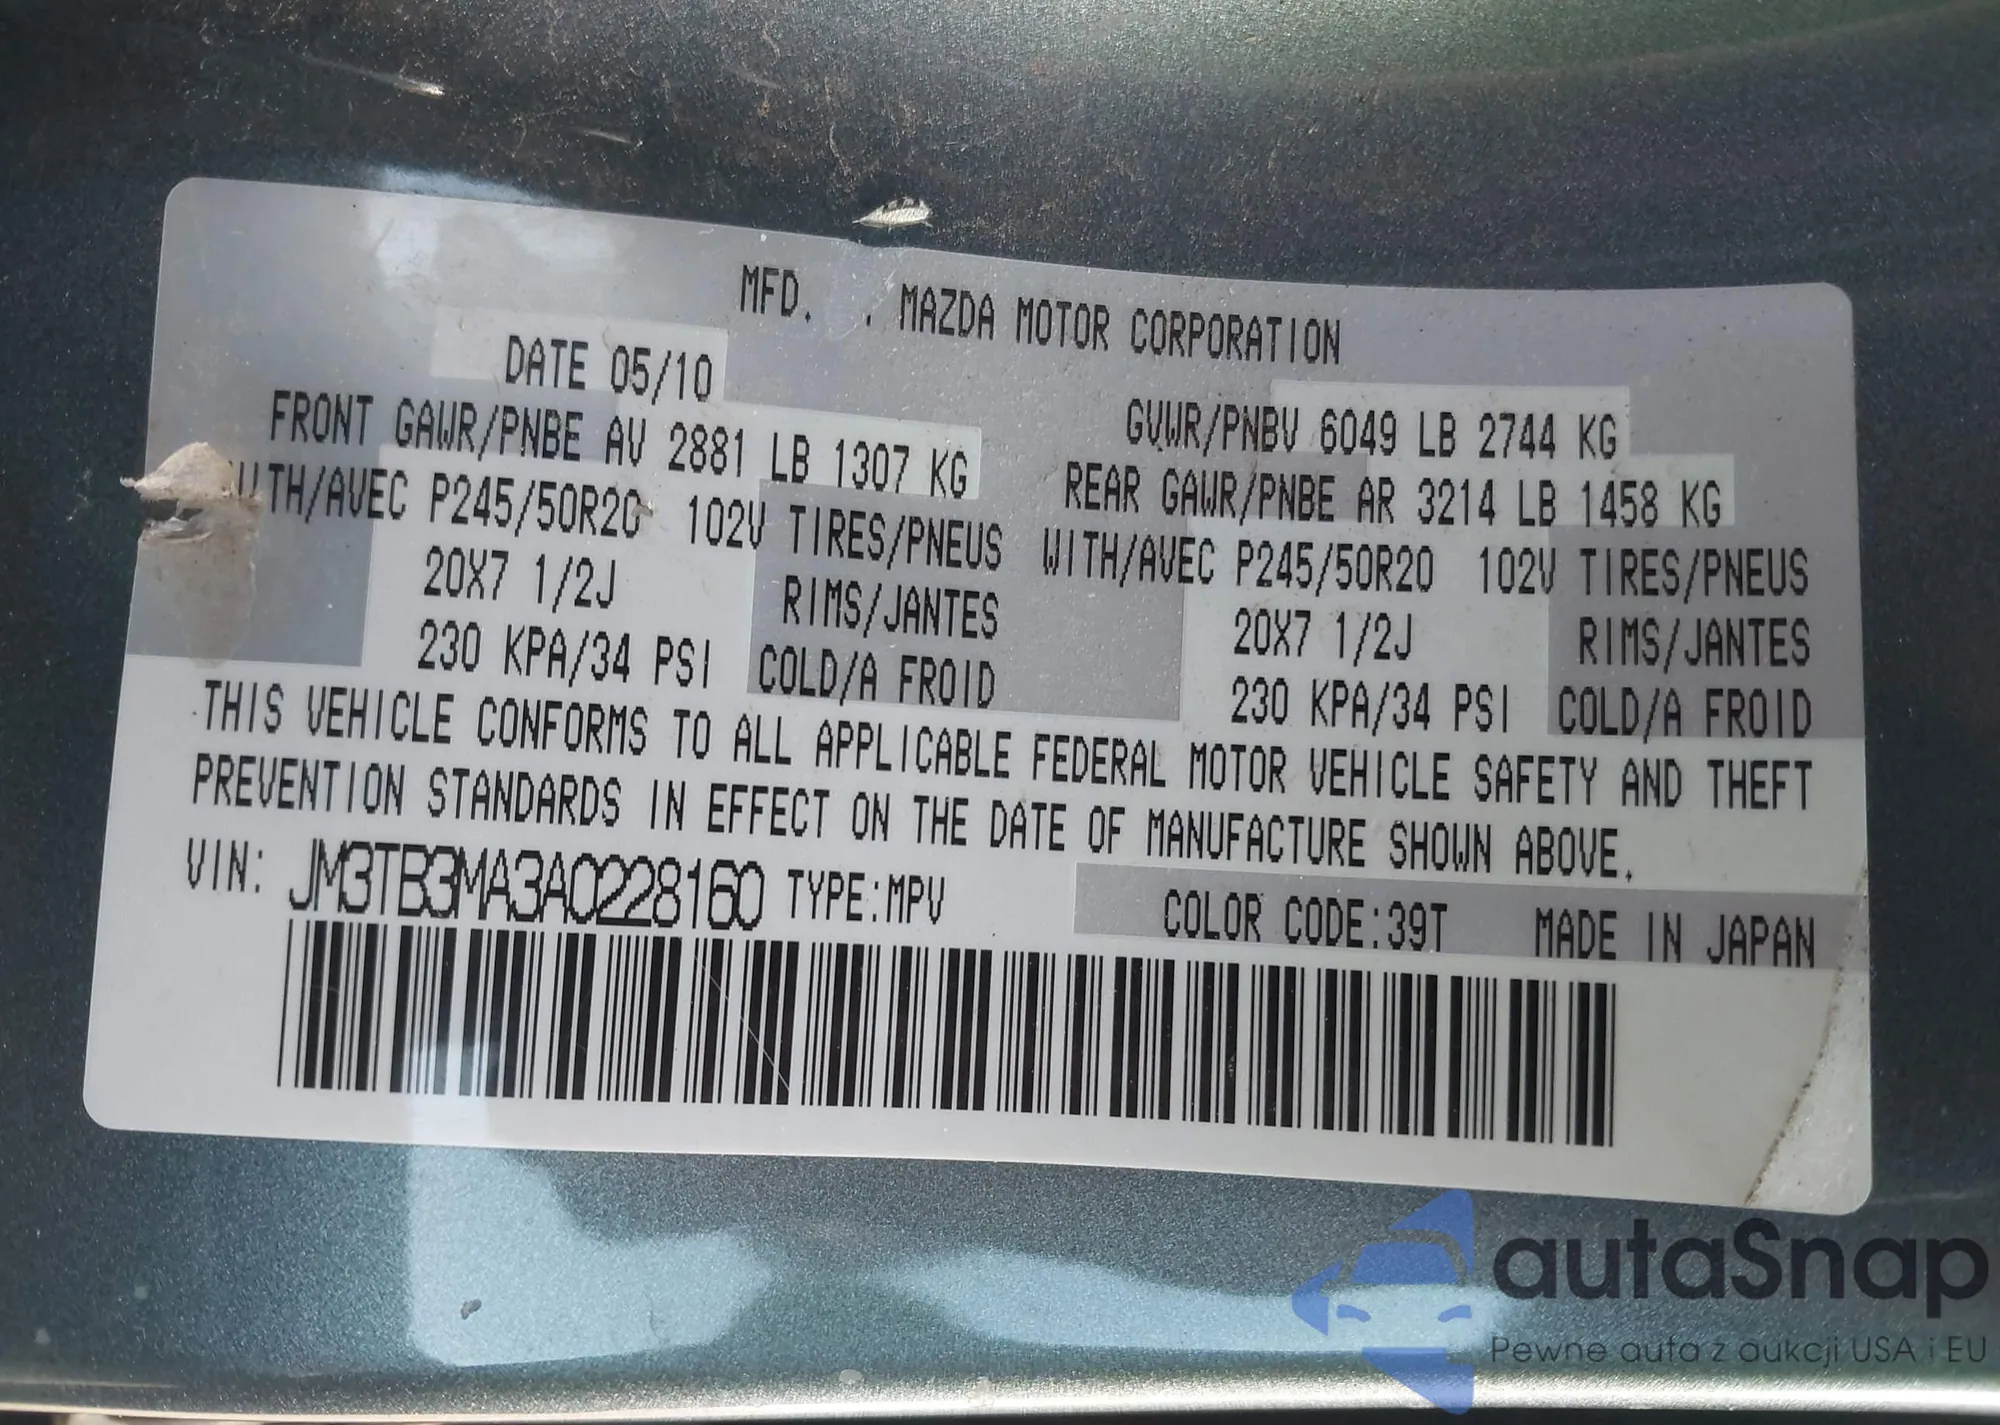 MFD. . MAZDA MOTOR CORPORATION
DATE 05/10
GVWR/PNBV 6049 LB 2744 KG
FRONT GAWR/PNBE AV 2881 LB 1307 KG
REAR GAWR/PNBE AR 3214 LB 1458 KG
WITH/AVEC P245/50R20 102V TIRES/PNEUS
WITH/AVEC P245/50R20 102V TIRES/PNEUS
20X7 1/2J RIMS/JANTES
20X7 1/2J RIMS/JANTES
230 KPA/34 PSI COLD/A FROID
230 KPA/34 PSI COLD/A FROID
THIS VEHICLE CONFORMS TO ALL APPLICABLE FEDERAL MOTOR VEHICLE SAFETY AND THEFT
PREVENTION STANDARDS IN EFFECT ON THE DATE OF MANUFACTURE SHOWN ABOVE.
VIN: JM3TB3MA3A0228160 TYPE:MPV
COLOR CODE:39T MADE IN JAPAN
autaSnap
Pewne auta z aukcji USA i EU